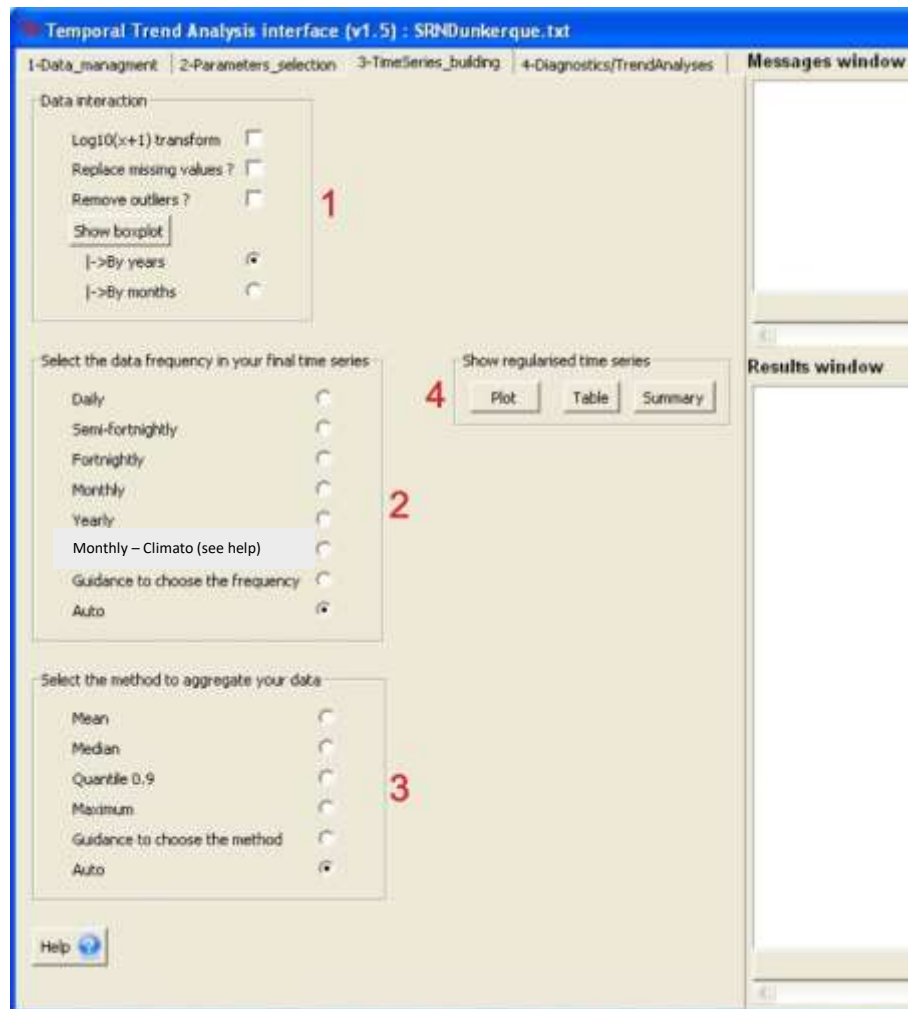 Temporal Trend Analysis interface (v1.5) : SRNDunkerque.txt
1-Data_managment 2-Parameters_selection 3-TimeSeries_building 4-Diagnostics/TrendAnalyses Messages window
Data interaction
Log10(x+1) transform
Replace missing values ?
Remove outliers ?
1
Show boxplot
|->By years
|->By months
Select the data frequency in your final time series
Daily
Semi-fortnightly
Fortnightly
Monthly
Yearly
Monthly – Climato (see help)
Guidance to choose the frequency
Auto
2
Show regularised time series
4
Plot Table Summary
Results window
Select the method to aggregate your data
Mean
Median
Quantile 0.9
Maximum
Guidance to choose the method
Auto
3
Help